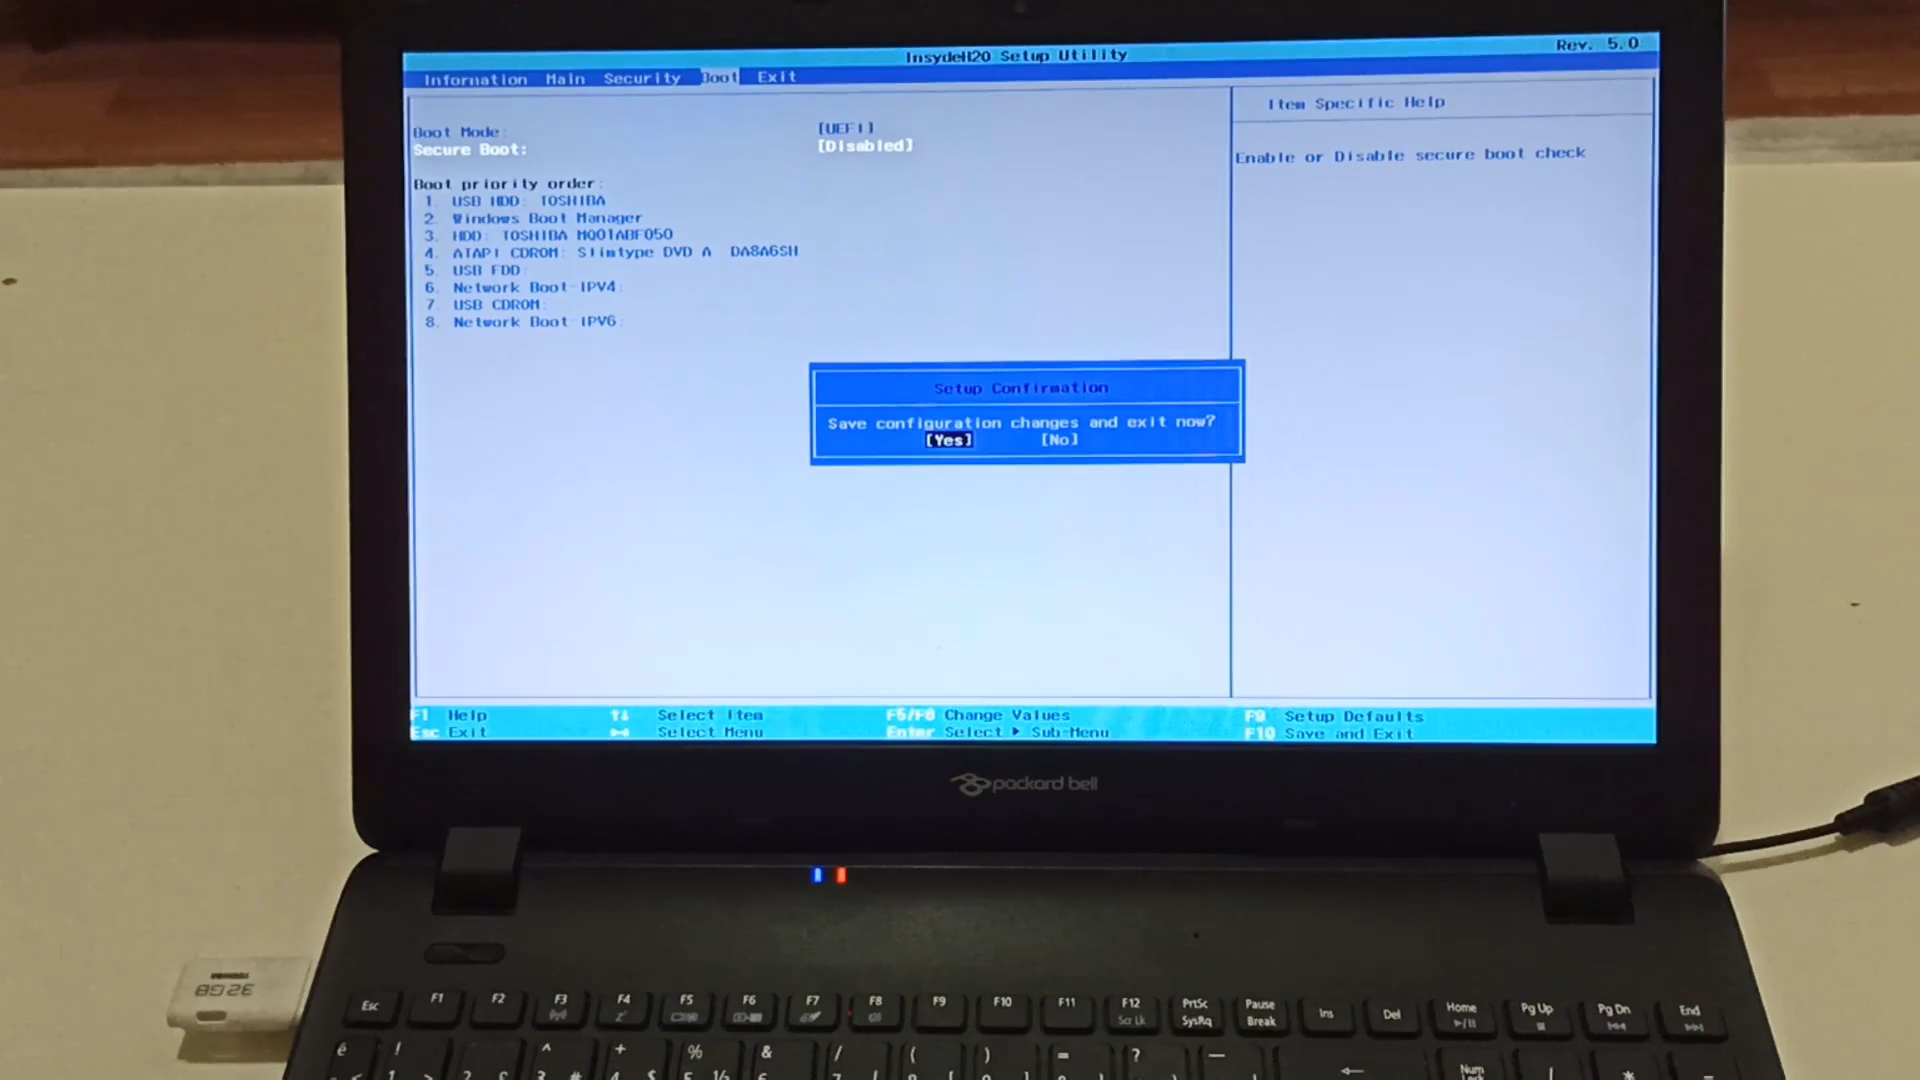 InsydeH20 Setup Utility
Rev. 5.0
Information Main Security Boot Exit
Item Specific Help
Boot Mode: [UEFI]
Secure Boot: [Disabled]
Enable or Disable secure boot check
Boot priority order:
1. USB HDD: TOSHIBA
2. Windows Boot Manager
3. HDD: TOSHIBA MQ01ABF050
4. ATAPI CDROM: Slimtype DVD A DA8A6SH
5. USB FDD:
6. Network Boot-IPV4:
7. USB CDROM:
8. Network Boot-IPV6:
Setup Confirmation
Save configuration changes and exit now?
[Yes] [No]
F1 Help ↑↓ Select Item F5/F6 Change Values F9 Setup Defaults
Esc Exit ↔ Select Menu Enter Select ▸ Sub-Menu F10 Save and Exit
packard bell
TOSHIBA
32GB
Esc F1 F2 F3 F4 F5 F6 F7 F8 F9 F10 F11 F12 PrtSc Pause Ins Del Home Pg Up Pg Dn End
Scr Lk SysRq Break
é ! ^ + % & / ( ) = ? Num